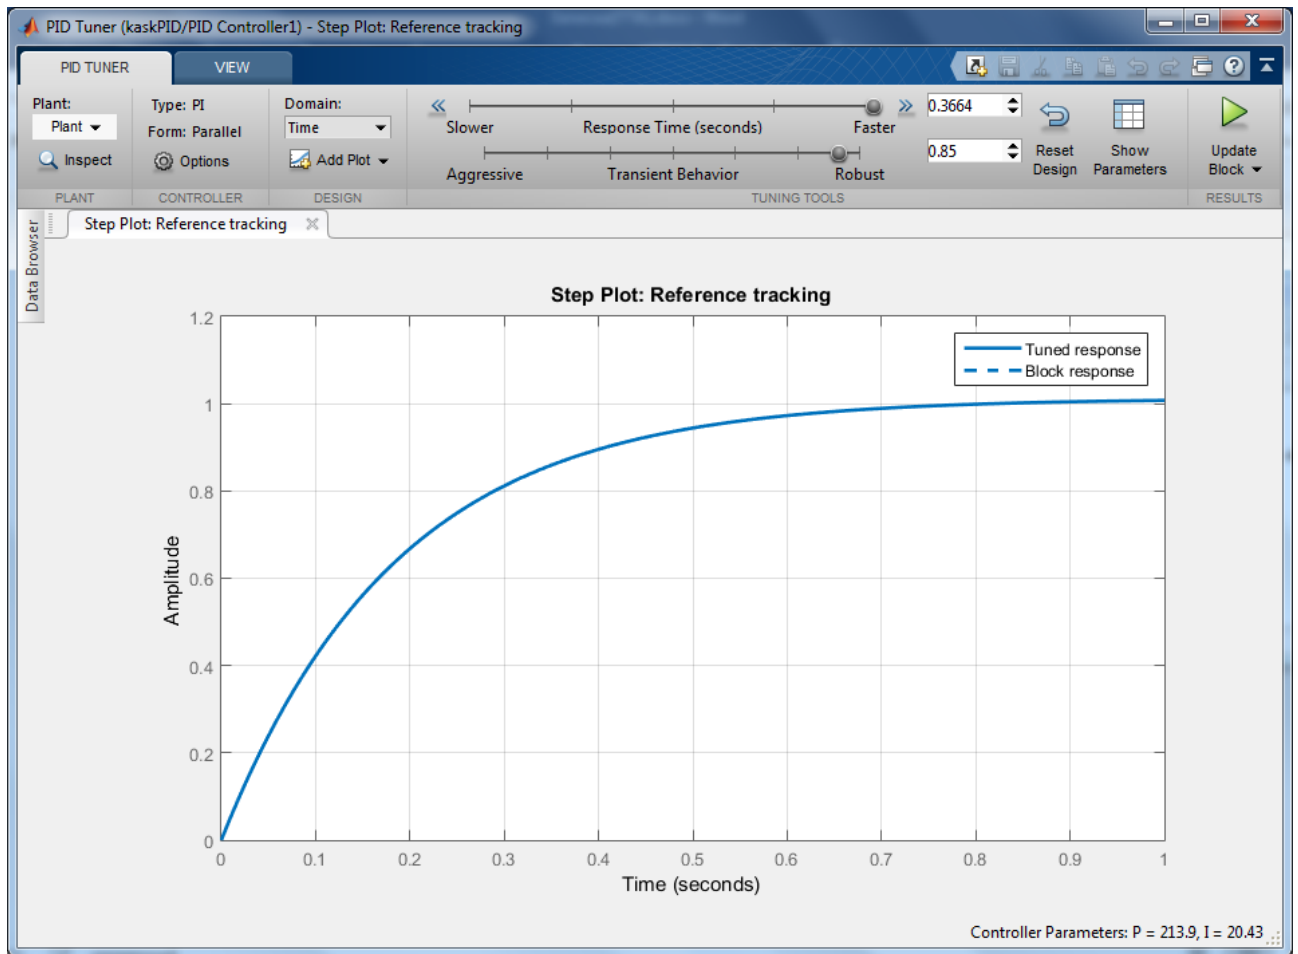 PID Tuner (kaskPID/PID Controller1) - Step Plot: Reference tracking
PID TUNER
VIEW
Plant:
Plant
Inspect
PLANT
Type: PI
Form: Parallel
Options
CONTROLLER
Domain:
Time
Add Plot
DESIGN
Slower
Response Time (seconds)
Faster
0.3664
Aggressive
Transient Behavior
Robust
0.85
Reset
Design
Show
Parameters
TUNING TOOLS
Update
Block
RESULTS
Data Browser
Step Plot: Reference tracking
Step Plot: Reference tracking
Tuned response
Block response
Amplitude
1.2
1
0.8
0.6
0.4
0.2
0
0 0.1 0.2 0.3 0.4 0.5 0.6 0.7 0.8 0.9 1
Time (seconds)
Controller Parameters: P = 213.9, I = 20.43